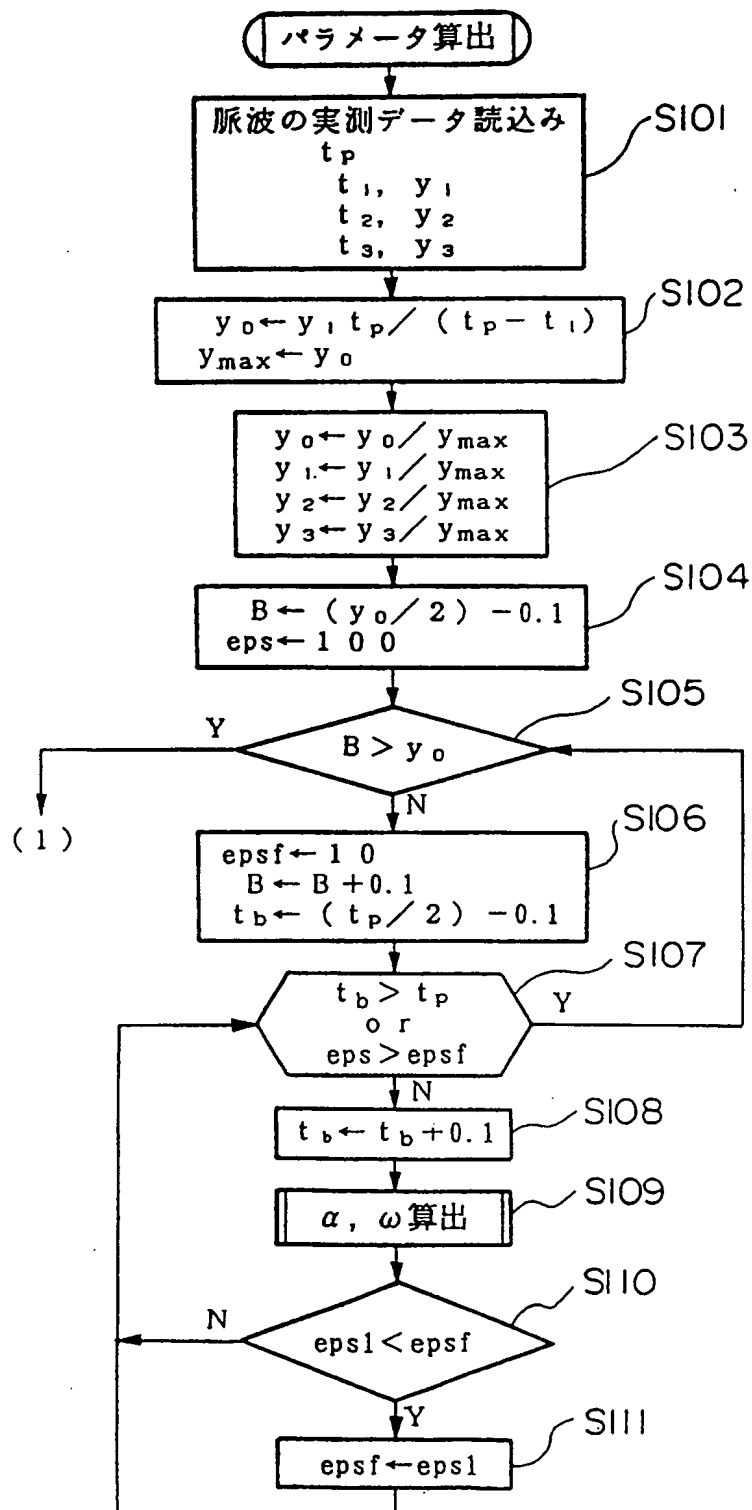 パラメータ算出
脈波の実測データ読込み
tp
t1, y1
t2, y2
t3, y3
S101
y0←y1 tp/(tp−t1)
ymax←y0
S102
y0←y0/ymax
y1←y1/ymax
y2←y2/ymax
y3←y3/ymax
S103
B←(y0/2)−0.1
eps←100
S104
B>y0
S105
Y
N
(1)
epsf←10
B←B+0.1
tb←(tp/2)−0.1
S106
tb>tp
or
eps>epsf
S107
Y
N
tb←tb+0.1
S108
α, ω算出
S109
eps1<epsf
S110
N
Y
epsf←eps1
S111